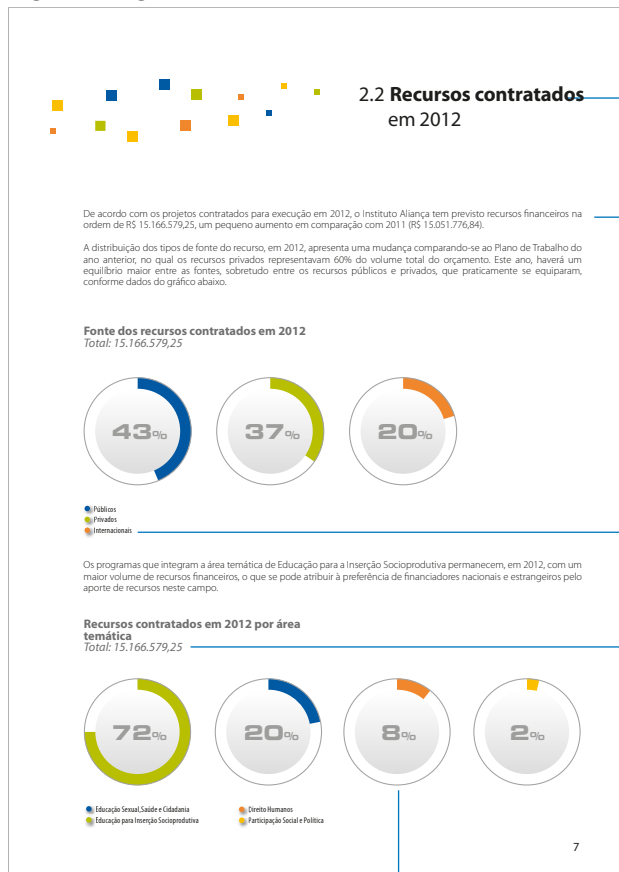 2.2 Recursos contratados
em 2012
De acordo com os projetos contratados para execução em 2012, o Instituto Aliança tem previsto recursos financeiros na
ordem de R$ 15.166.579,25, um pequeno aumento em comparação com 2011 (R$ 15.051.776,84).
A distribuição dos tipos de fonte do recurso, em 2012, apresenta uma mudança comparando-se ao Plano de Trabalho do
ano anterior, no qual os recursos privados representavam 60% do volume total do orçamento. Este ano, haverá um
equilíbrio maior entre as fontes, sobretudo entre os recursos públicos e privados, que praticamente se equiparam,
conforme dados do gráfico abaixo.
Fonte dos recursos contratados em 2012
Total: 15.166.579,25
43% 37% 20%
Públicos
Privados
Internacionais
Os programas que integram a área temática de Educação para a Inserção Socioprodutiva permanecem, em 2012, com um
maior volume de recursos financeiros, o que se pode atribuir à preferência de financiadores nacionais e estrangeiros pelo
aporte de recursos neste campo.
Recursos contratados em 2012 por área
temática
Total: 15.166.579,25
72% 20% 8% 2%
Educação Sexual,Saúde e Cidadania
Educação para Inserção Socioprodutiva
Direito Humanos
Participação Social e Política
7